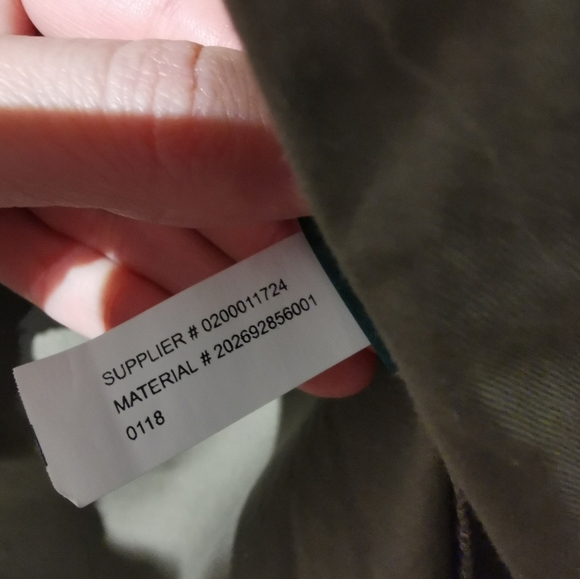 SUPPLIER # 0200011724
MATERIAL # 202692856001
0118